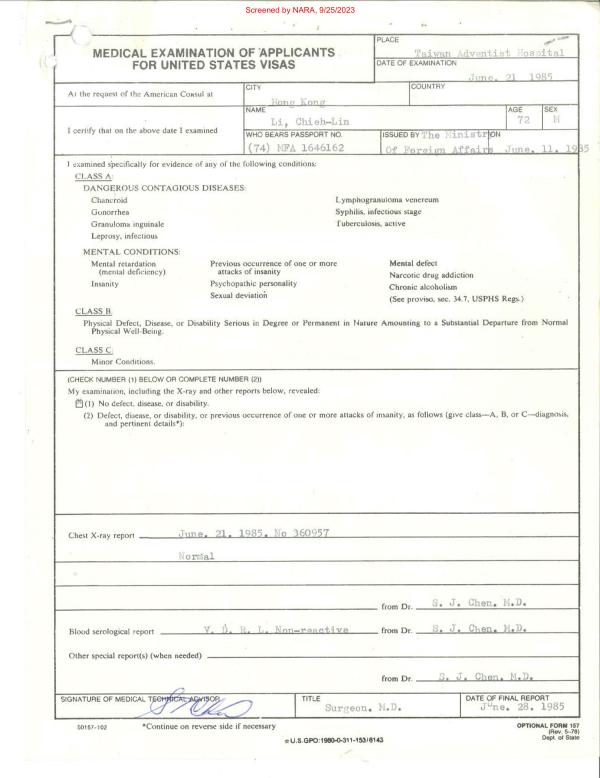 Screened by NARA, 9/25/2023
MEDICAL EXAMINATION OF APPLICANTS
FOR UNITED STATES VISAS
PLACE
Taiwan Adventist Hospital
DATE OF EXAMINATION
June. 21 1985
At the request of the American Consul at
CITY
Hong Kong
COUNTRY
I certify that on the above date I examined
NAME
Li, Chieh-Lin
AGE
72
SEX
M
WHO BEARS PASSPORT NO.
(74) MFA 1646162
ISSUED BY The Ministr ON
Of Foreign Affairs June. 11. 1985
I examined specifically for evidence of any of the following conditions:
CLASS A:
DANGEROUS CONTAGIOUS DISEASES:
Chancroid
Gonorrhea
Granuloma inguinale
Leprosy, infectious
Lymphogranuloma venereum
Syphilis, infectious stage
Tuberculosis, active
MENTAL CONDITIONS:
Mental retardation
(mental deficiency)
Insanity
Previous occurrence of one or more
attacks of insanity
Psychopathic personality
Sexual deviation
Mental defect
Narcotic drug addiction
Chronic alcoholism
(See proviso, sec. 34.7, USPHS Regs.)
CLASS B:
Physical Defect, Disease, or Disability Serious in Degree or Permanent in Nature Amounting to a Substantial Departure from Normal
Physical Well-Being.
CLASS C:
Minor Conditions.
(CHECK NUMBER (1) BELOW OR COMPLETE NUMBER (2))
My examination, including the X-ray and other reports below, revealed:
(1) No defect, disease, or disability.
(2) Defect, disease, or disability, or previous occurrence of one or more attacks of insanity, as follows (give class—A, B, or C—diagnosis,
and pertinent details*):
Chest X-ray report June. 21. 1985. No 360957
Normal
from Dr. S. J. Chen. M.D.
Blood serological report V. D. R. L. Non-reactive from Dr. S. J. Chen. M.D.
Other special report(s) (when needed)
from Dr. S. J. Chen. M.D.
SIGNATURE OF MEDICAL TECHNICAL ADVISOR
TITLE
Surgeon. M.D.
DATE OF FINAL REPORT
June. 28. 1985
50157-102
*Continue on reverse side if necessary
OPTIONAL FORM 157
(Rev. 5-76)
Dept. of State
U.S.GPO:1980-0-311-153/6143